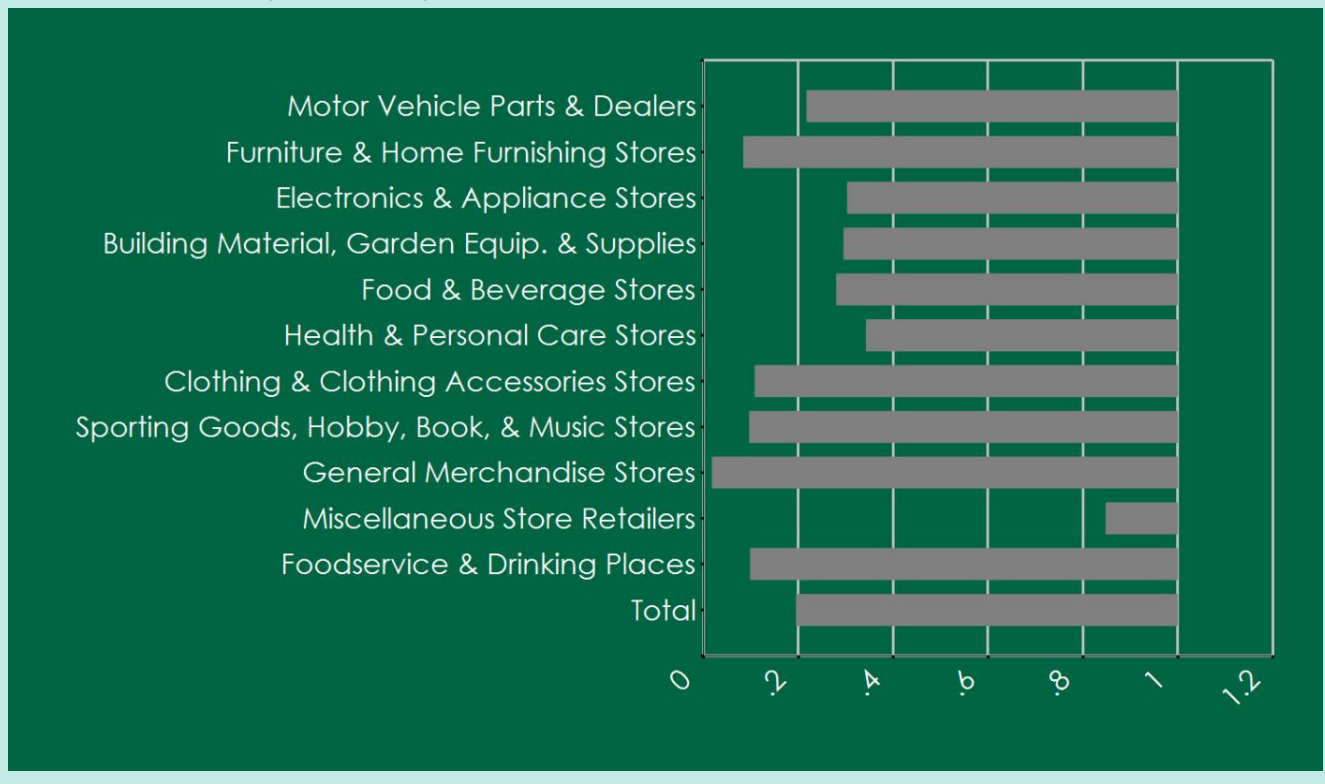 Motor Vehicle Parts & Dealers
Furniture & Home Furnishing Stores
Electronics & Appliance Stores
Building Material, Garden Equip. & Supplies
Food & Beverage Stores
Health & Personal Care Stores
Clothing & Clothing Accessories Stores
Sporting Goods, Hobby, Book, & Music Stores
General Merchandise Stores
Miscellaneous Store Retailers
Foodservice & Drinking Places
Total
0 .2 .4 .6 .8 1 1.2